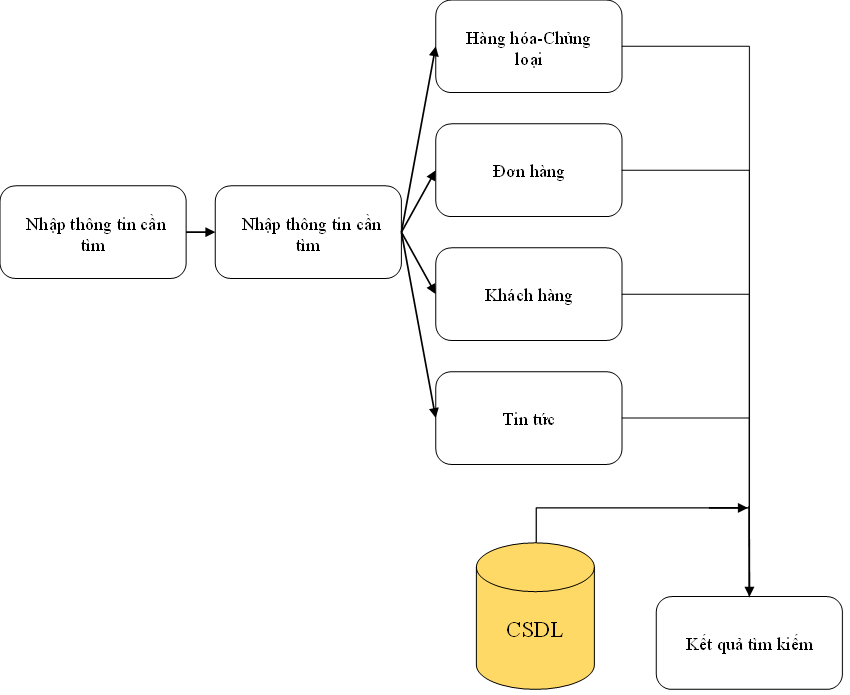 Hàng hóa-Chủng
loại
Đơn hàng
Nhập thông tin cần
tìm
Nhập thông tin cần
tìm
Khách hàng
Tin tức
CSDL
Kết quả tìm kiếm